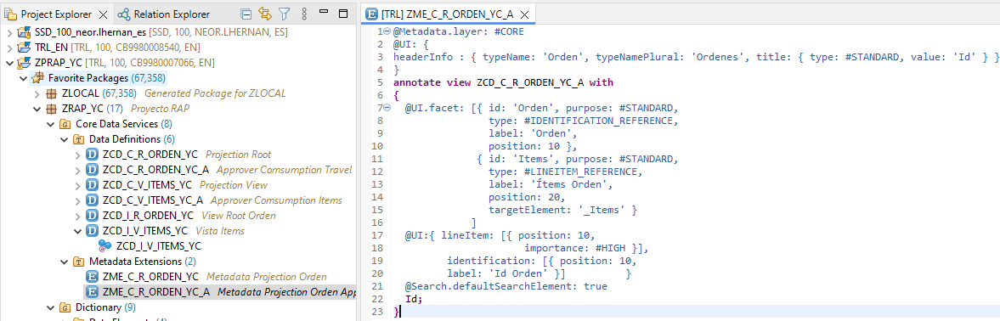 Project Explorer
Relation Explorer
SSD_100_neor.lhernan_es [SSD, 100, NEOR.LHERNAN, ES]
TRL_EN [TRL, 100, CB9980008540, EN]
ZPRAP_YC [TRL, 100, CB9980007066, EN]
Favorite Packages (67,358)
ZLOCAL (67,358) Generated Package for ZLOCAL
ZRAP_YC (17) Proyecto RAP
Core Data Services (8)
Data Definitions (6)
ZCD_C_R_ORDEN_YC Projection Root
ZCD_C_R_ORDEN_YC_A Approver Comsumption Travel
ZCD_C_V_ITEMS_YC Projection View
ZCD_C_V_ITEMS_YC_A Approver Comsumption Items
ZCD_I_R_ORDEN_YC View Root Orden
ZCD_I_V_ITEMS_YC Vista Items
ZCD_I_V_ITEMS_YC
Metadata Extensions (2)
ZME_C_R_ORDEN_YC Metadata Projection Orden
ZME_C_R_ORDEN_YC_A Metadata Projection Orden App
Dictionary (9)
[TRL] ZME_C_R_ORDEN_YC_A
1 @Metadata.layer: #CORE
2 @UI: {
3 headerInfo : { typeName: 'Orden', typeNamePlural: 'Ordenes', title: { type: #STANDARD, value: 'Id' } }
4 }
5 annotate view ZCD_C_R_ORDEN_YC_A with
6 {
7 @UI.facet: [{ id: 'Orden', purpose: #STANDARD,
8 type: #IDENTIFICATION_REFERENCE,
9 label: 'Orden',
10 position: 10 },
11 { id: 'Items', purpose: #STANDARD,
12 type: #LINEITEM_REFERENCE,
13 label: 'Ítems Orden',
14 position: 20,
15 targetElement: '_Items' }
16 ]
17 @UI:{ lineItem: [{ position: 10,
18 importance: #HIGH }],
19 identification: [{ position: 10,
20 label: 'Id Orden' }] }
21 @Search.defaultSearchElement: true
22 Id;
23 }